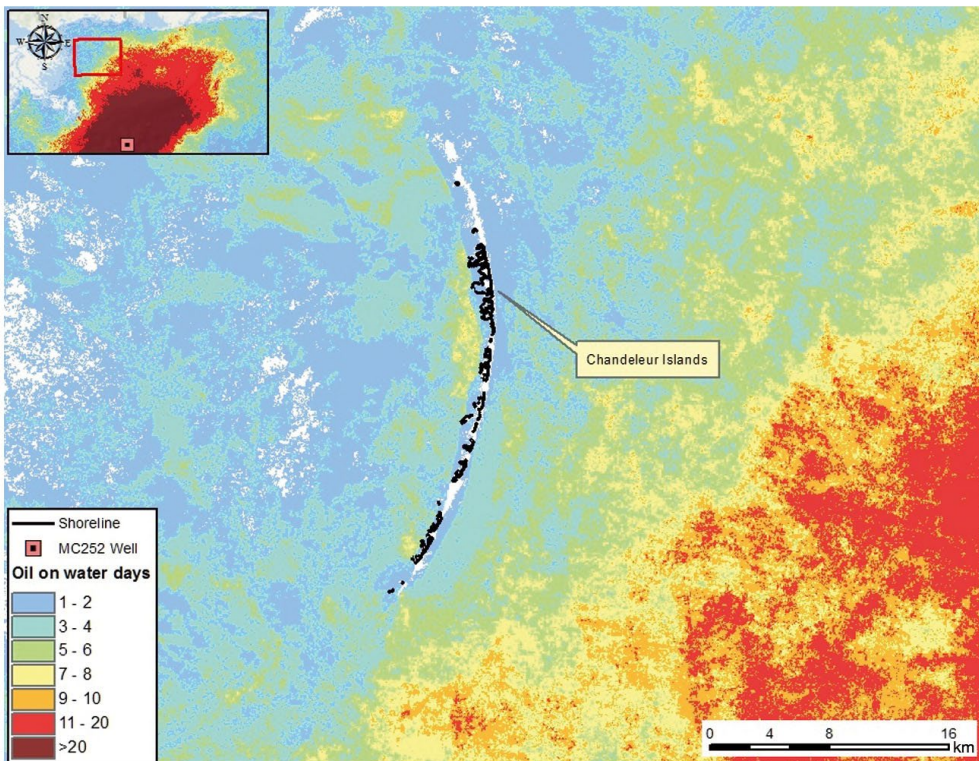 N
W
E
S
Chandeleur Islands
Shoreline
MC252 Well
Oil on water days
1 - 2
3 - 4
5 - 6
7 - 8
9 - 10
11 - 20
>20
0 4 8 16
km